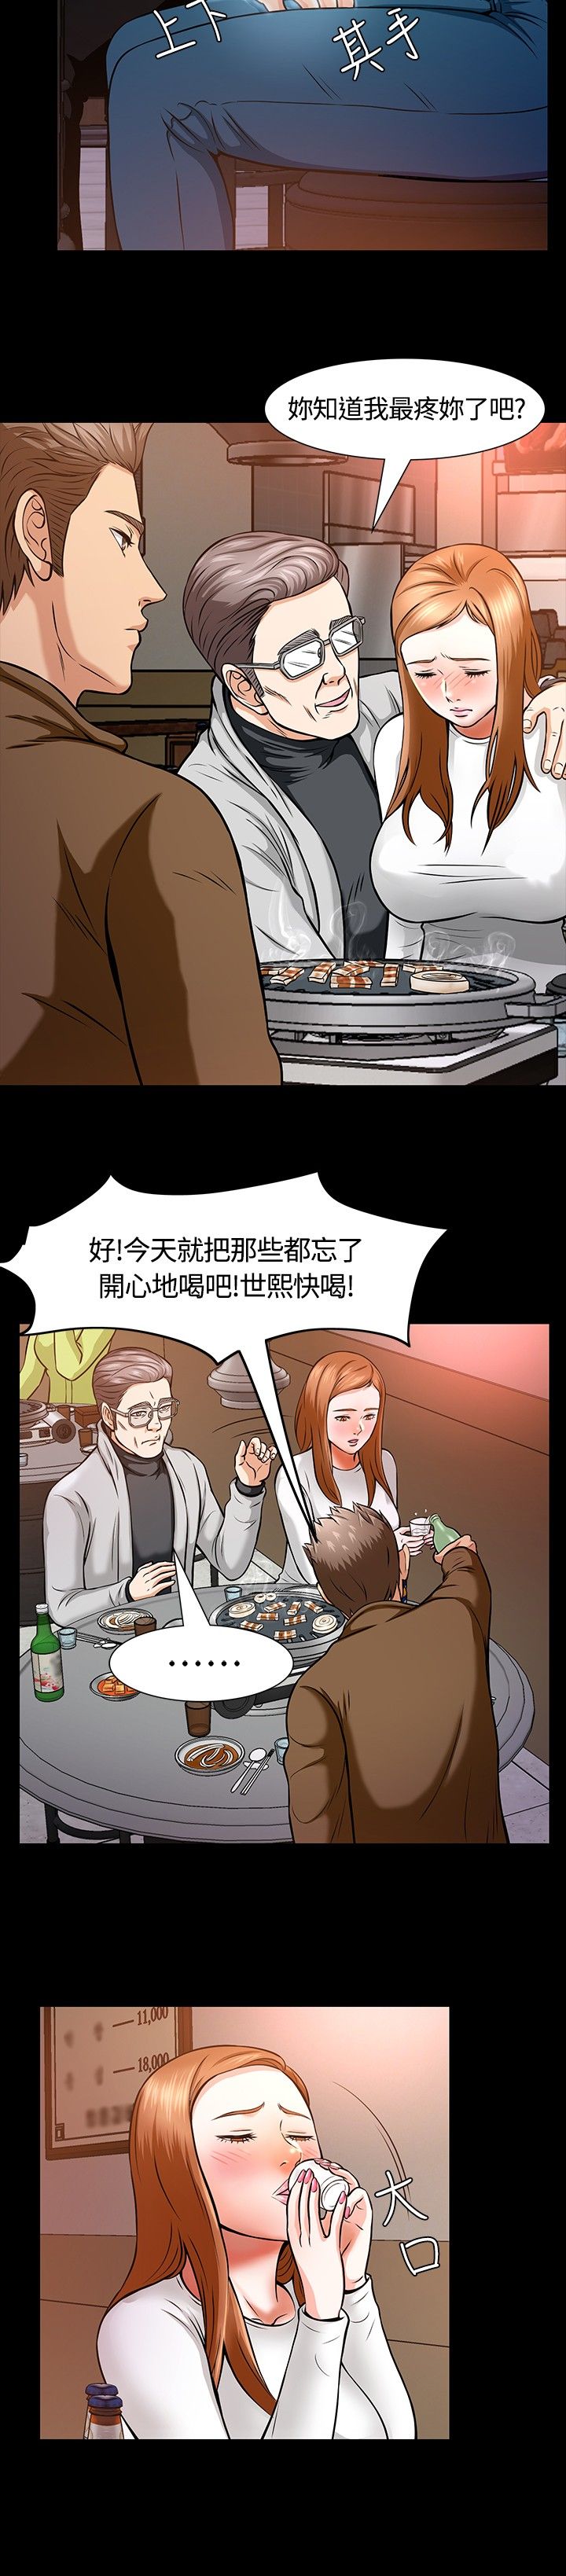 上下
其手
妳知道我最疼妳了吧?
好!今天就把那些都忘了
開心地喝吧!世熙快喝!
••••••
11,000
18,000
大
口